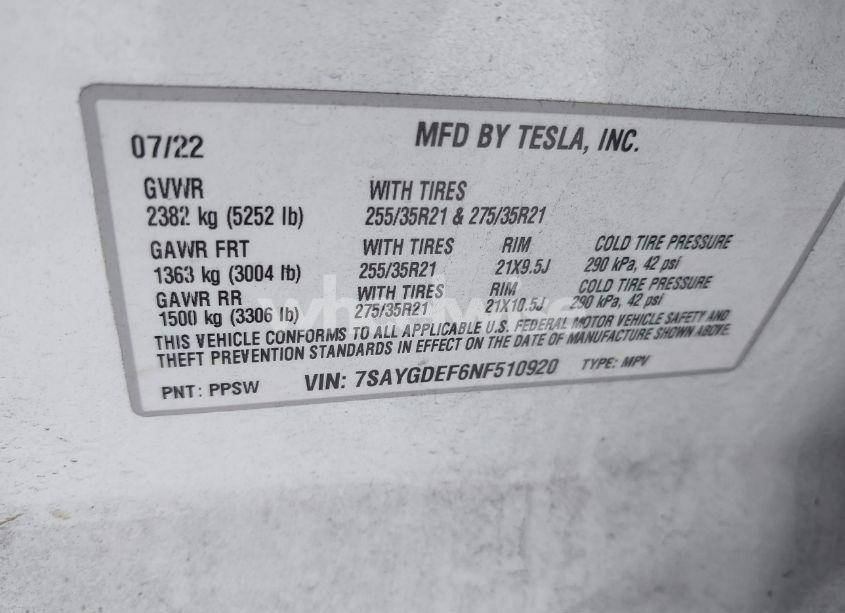 07/22 MFD BY TESLA, INC.
GVWR WITH TIRES
2382 kg (5252 lb) 255/35R21 & 275/35R21
GAWR FRT WITH TIRES RIM COLD TIRE PRESSURE
1363 kg (3004 lb) 255/35R21 21X9.5J 290 kPa, 42 psi
GAWR RR WITH TIRES RIM COLD TIRE PRESSURE
1500 kg (3306 lb) 275/35R21 21X10.5J 290 kPa, 42 psi
THIS VEHICLE CONFORMS TO ALL APPLICABLE U.S. FEDERAL MOTOR VEHICLE SAFETY AND
THEFT PREVENTION STANDARDS IN EFFECT ON THE DATE OF MANUFACTURE SHOWN ABOVE.
PNT: PPSW VIN: 7SAYGDEF6NF510920 TYPE: MPV